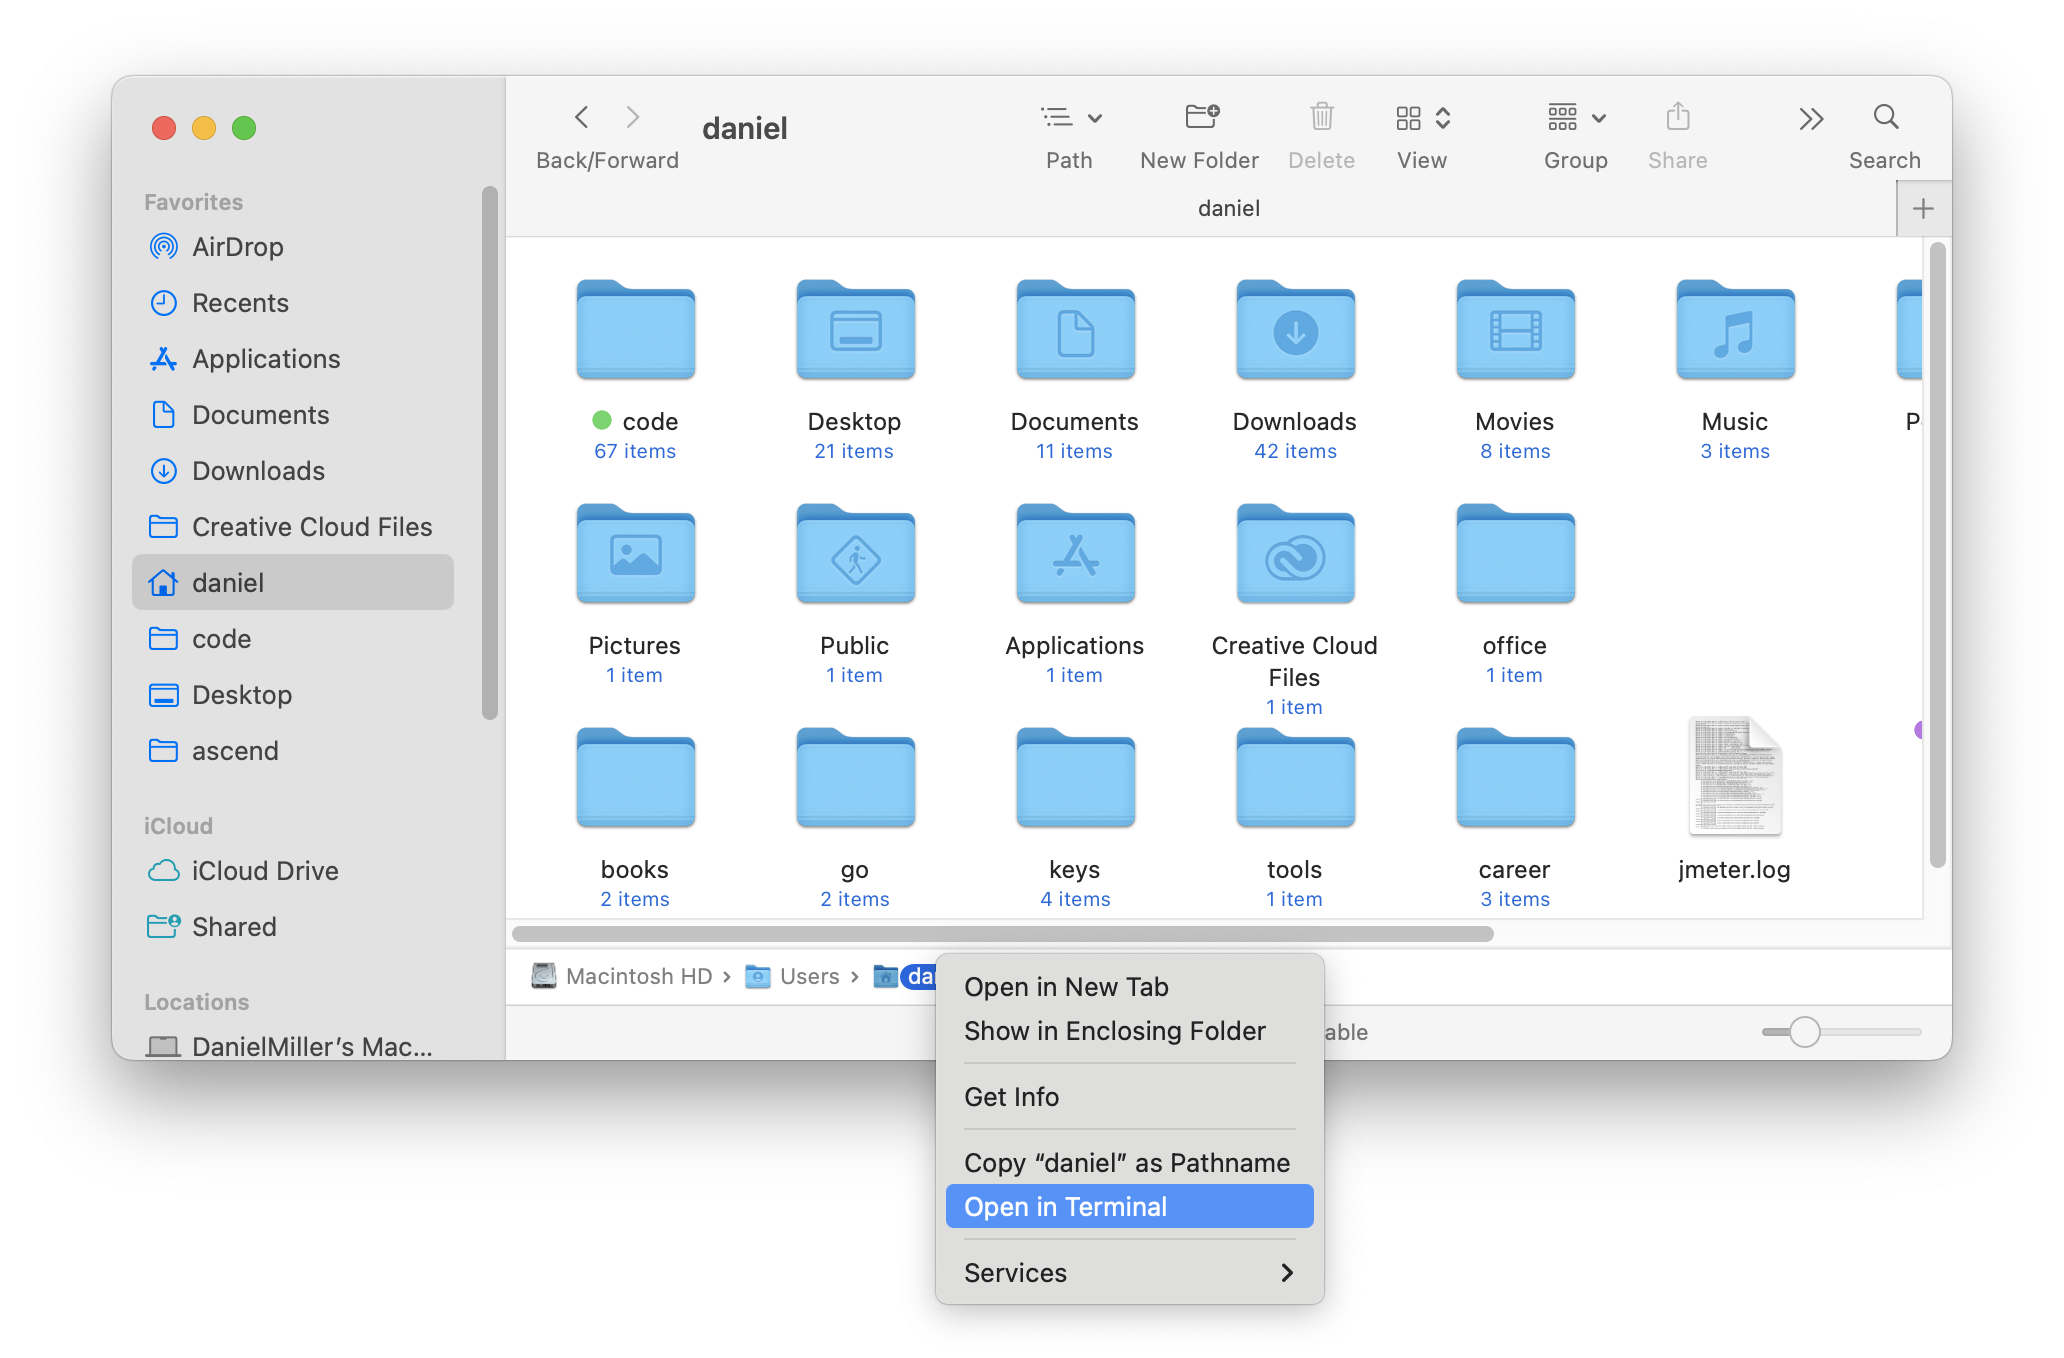 Favorites
AirDrop
Recents
Applications
Documents
Downloads
Creative Cloud Files
daniel
code
Desktop
ascend
iCloud
iCloud Drive
Shared
Locations
DanielMiller’s Mac...
Back/Forward
daniel
Path
New Folder
Delete
View
Group
Share
Search
daniel
code
67 items
Desktop
21 items
Documents
11 items
Downloads
42 items
Movies
8 items
Music
3 items
Pictures
1 item
Public
1 item
Applications
1 item
Creative Cloud
Files
1 item
office
1 item
books
2 items
go
2 items
keys
4 items
tools
1 item
career
3 items
jmeter.log
Macintosh HD
Users
Open in New Tab
Show in Enclosing Folder
Get Info
Copy “daniel” as Pathname
Open in Terminal
Services